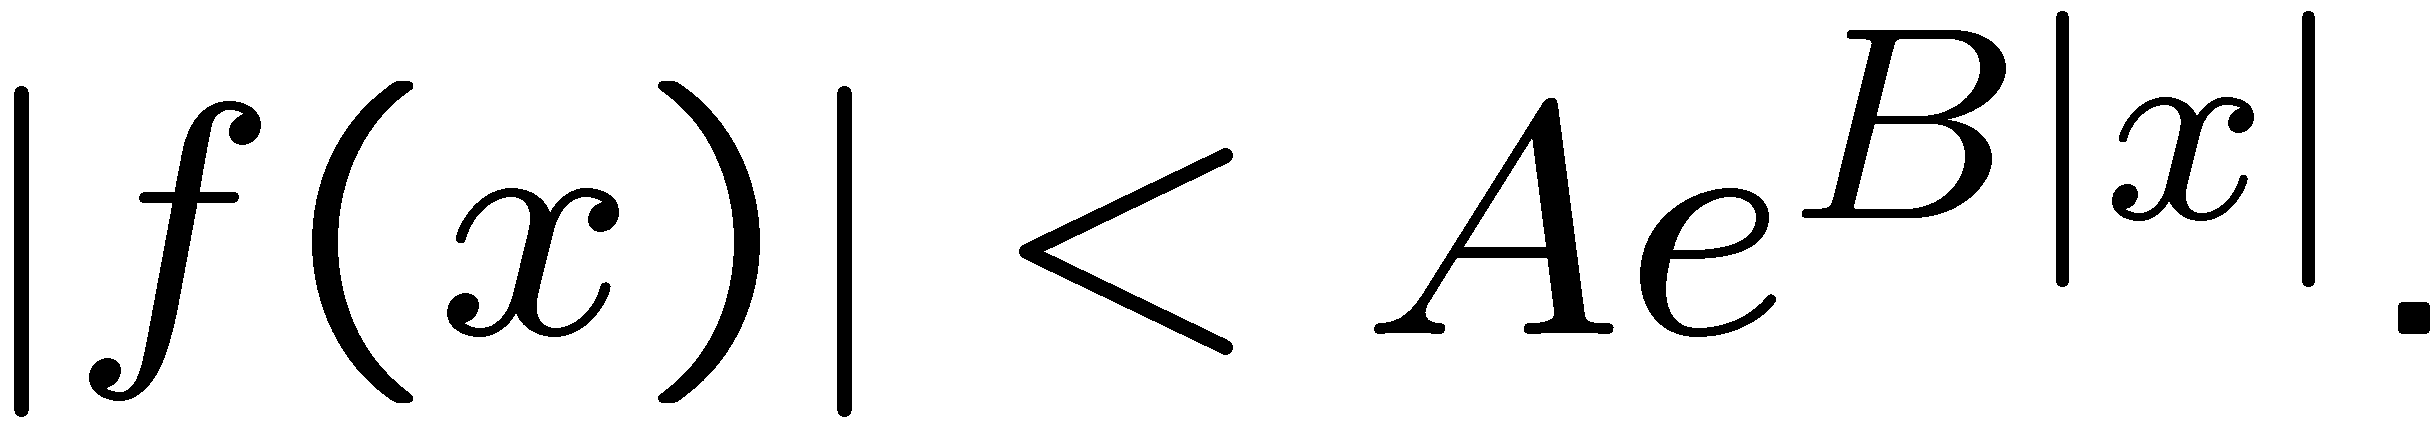 |f(x)| < Ae^{B|x|}.